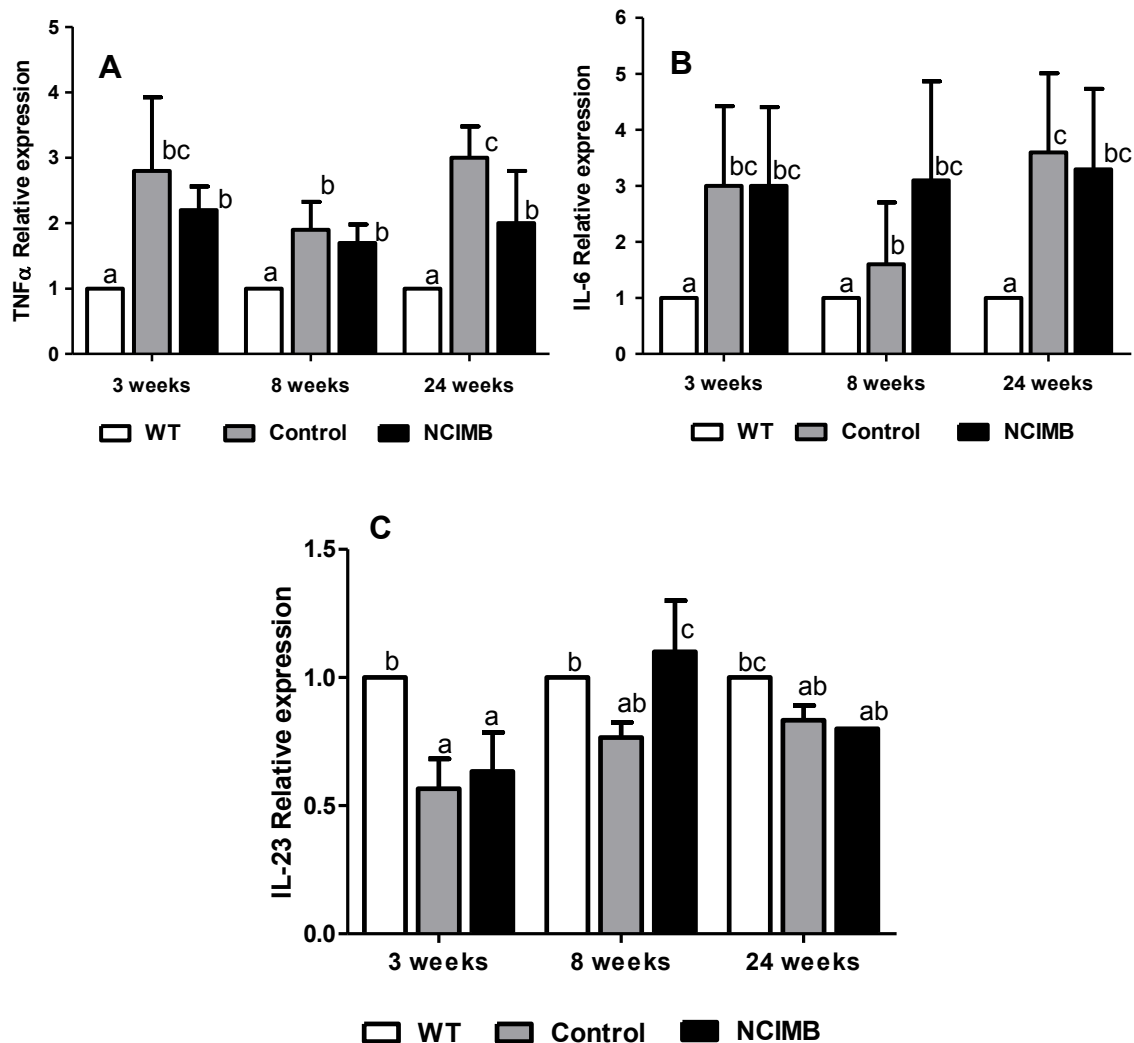 A
TNFα Relative expression
5
4
3
2
1
0
a
bc
b
a
b
b
a
c
b
3 weeks 8 weeks 24 weeks
WT Control NCIMB
B
IL-6 Relative expression
6
5
4
3
2
1
0
a
bc
bc
a
b
bc
a
c
bc
3 weeks 8 weeks 24 weeks
WT Control NCIMB
C
IL-23 Relative expression
1.5
1.0
0.5
0.0
b
a
a
b
ab
c
bc
ab
ab
3 weeks 8 weeks 24 weeks
WT Control NCIMB